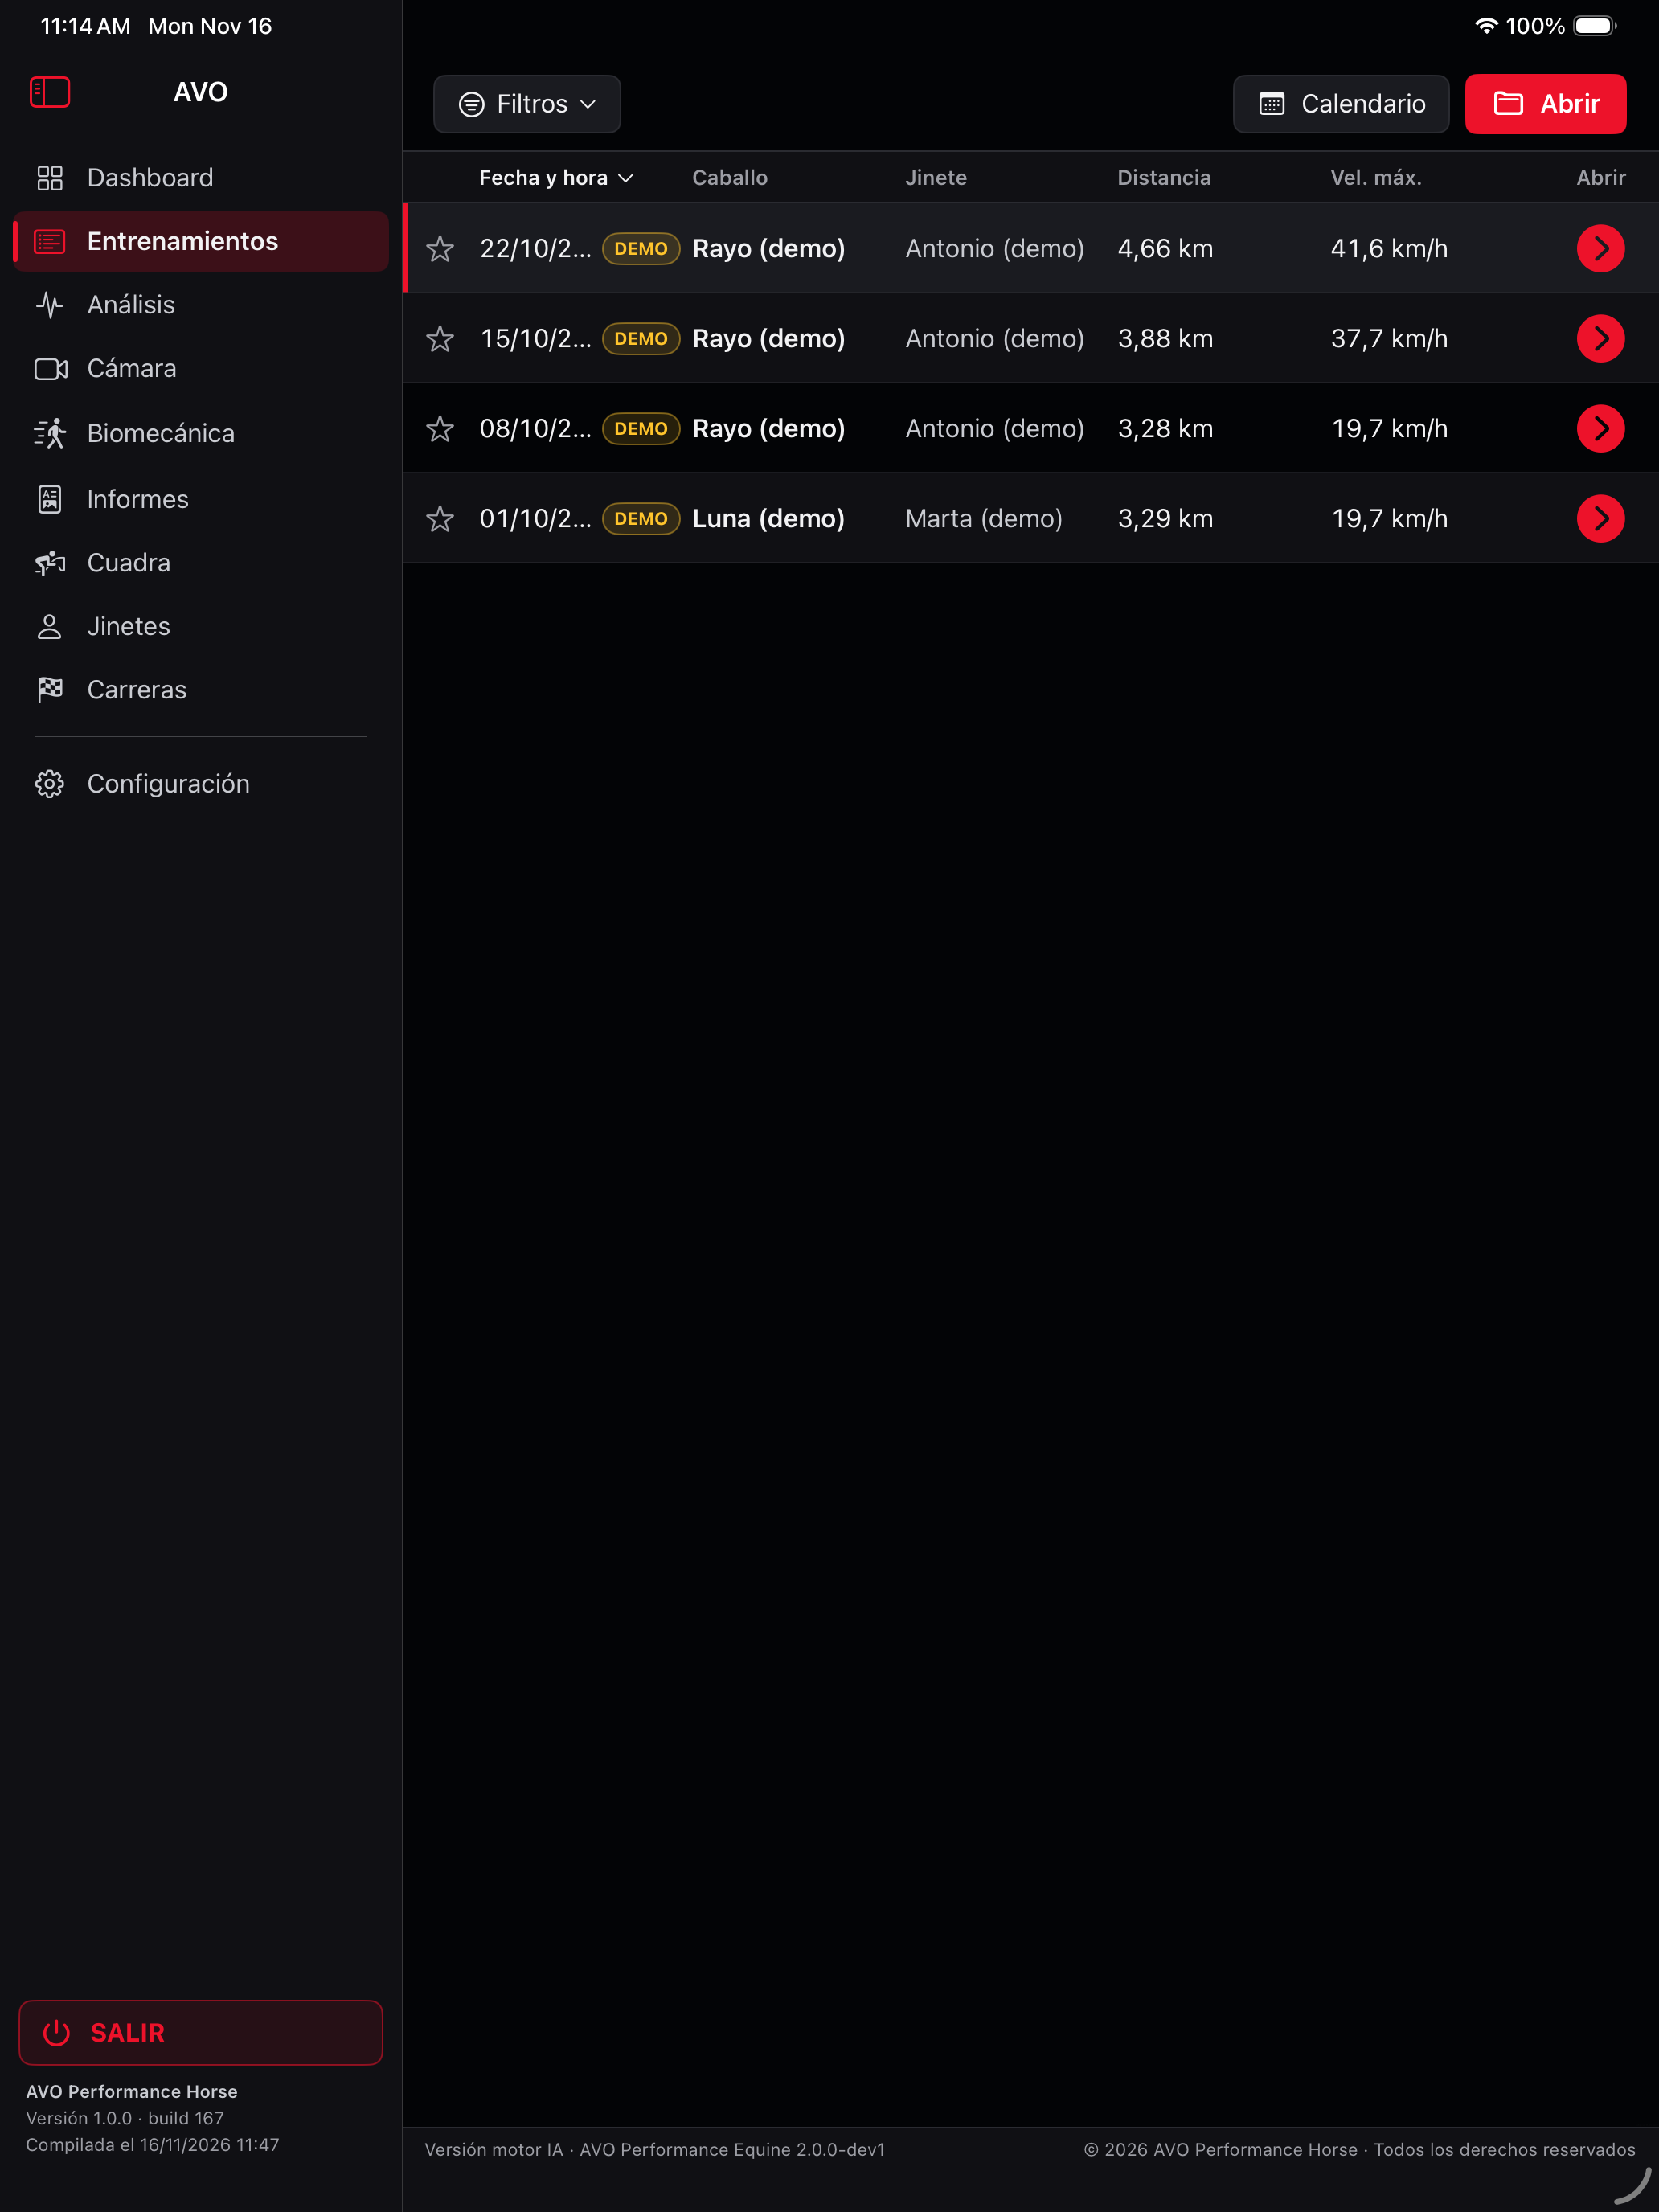 11:14 AM Mon Nov 16
100%
AVO
Dashboard
Entrenamientos
Análisis
Cámara
Biomecánica
Informes
Cuadra
Jinetes
Carreras
Configuración
SALIR
AVO Performance Horse
Versión 1.0.0 · build 167
Compilada el 16/11/2026 11:47
Filtros
Calendario
Abrir
Fecha y hora Caballo Jinete Distancia Vel. máx. Abrir
22/10/2... DEMO Rayo (demo) Antonio (demo) 4,66 km 41,6 km/h
15/10/2... DEMO Rayo (demo) Antonio (demo) 3,88 km 37,7 km/h
08/10/2... DEMO Rayo (demo) Antonio (demo) 3,28 km 19,7 km/h
01/10/2... DEMO Luna (demo) Marta (demo) 3,29 km 19,7 km/h
Versión motor IA · AVO Performance Equine 2.0.0-dev1
© 2026 AVO Performance Horse · Todos los derechos reservados